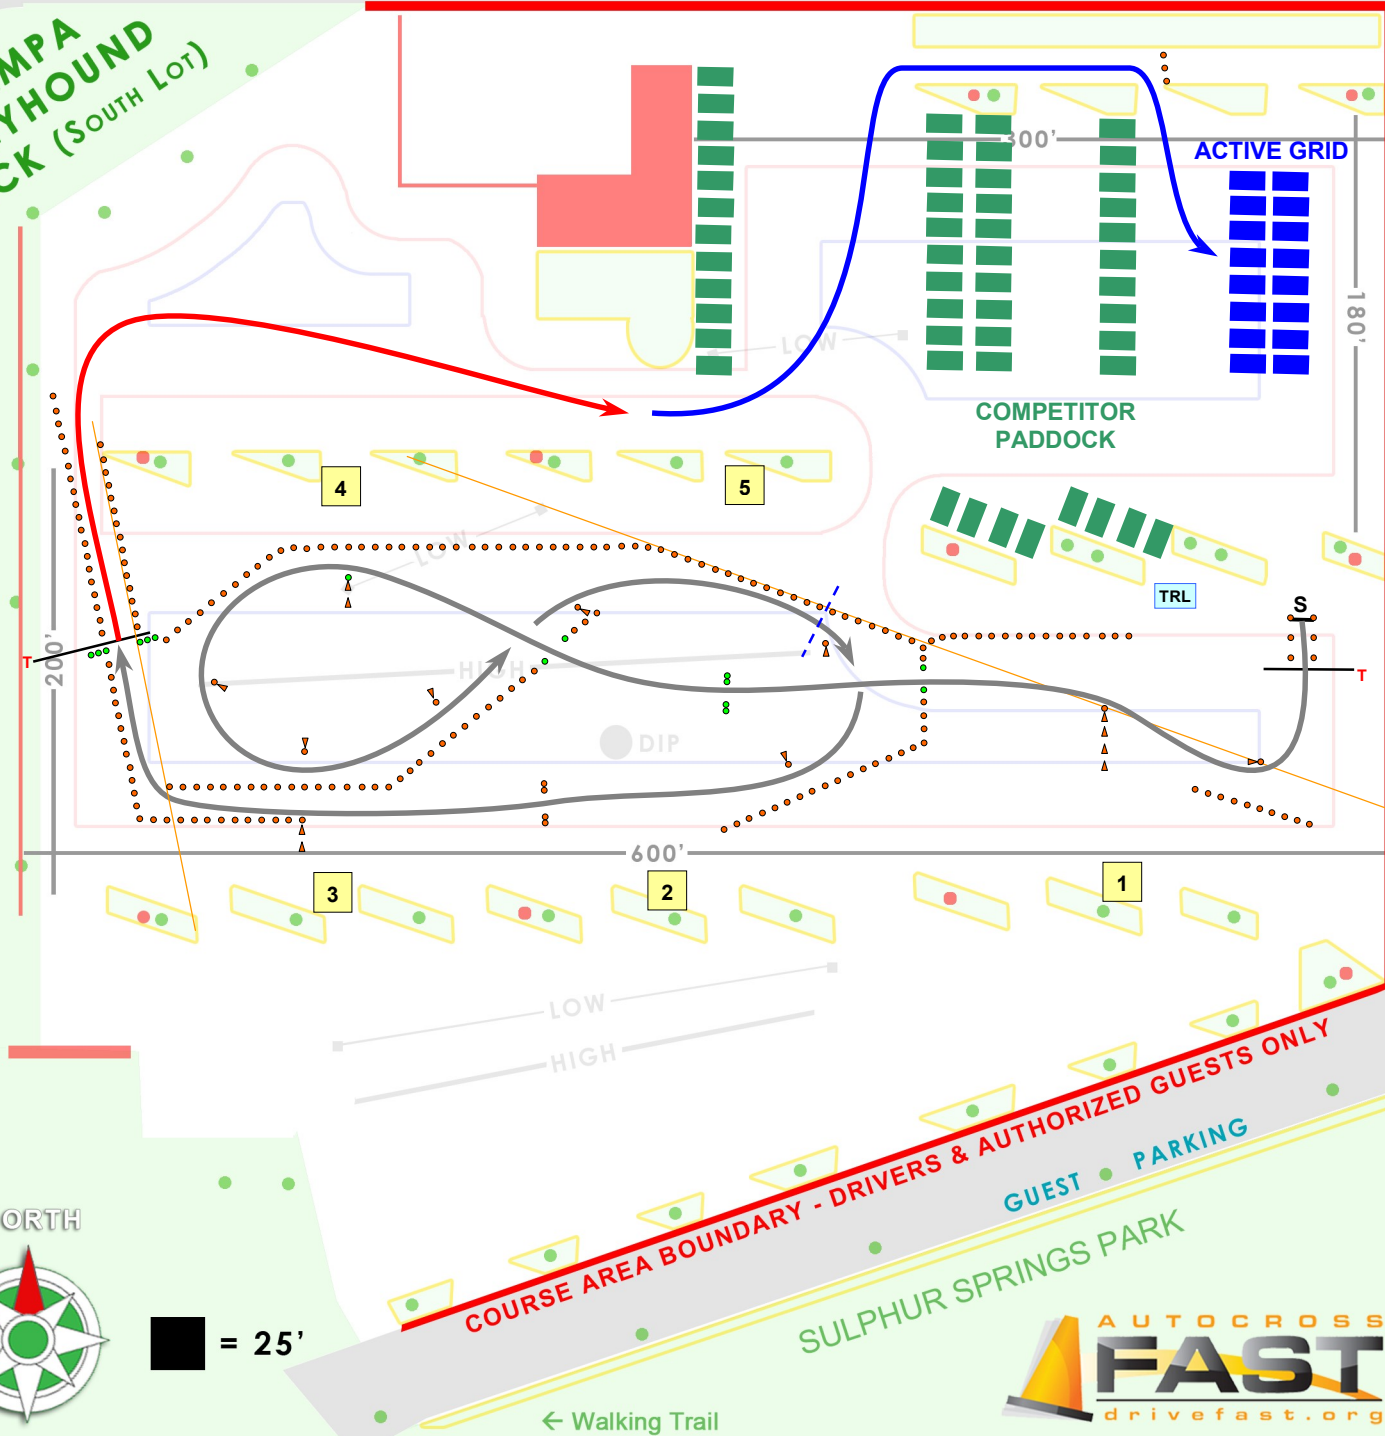 MPA
YHOUND
CK (South Lot)
300'
ACTIVE GRID
180'
LOW
COMPETITOR
PADDOCK
4
5
LOW
TRL
S
T
200'
HIGH
T
DIP
600'
3
2
1
LOW
HIGH
COURSE AREA BOUNDARY - DRIVERS & AUTHORIZED GUESTS ONLY
GUEST PARKING
SULPHUR SPRINGS PARK
ORTH
= 25'
← Walking Trail
AUTOCROSS
FAST
drivefast.org